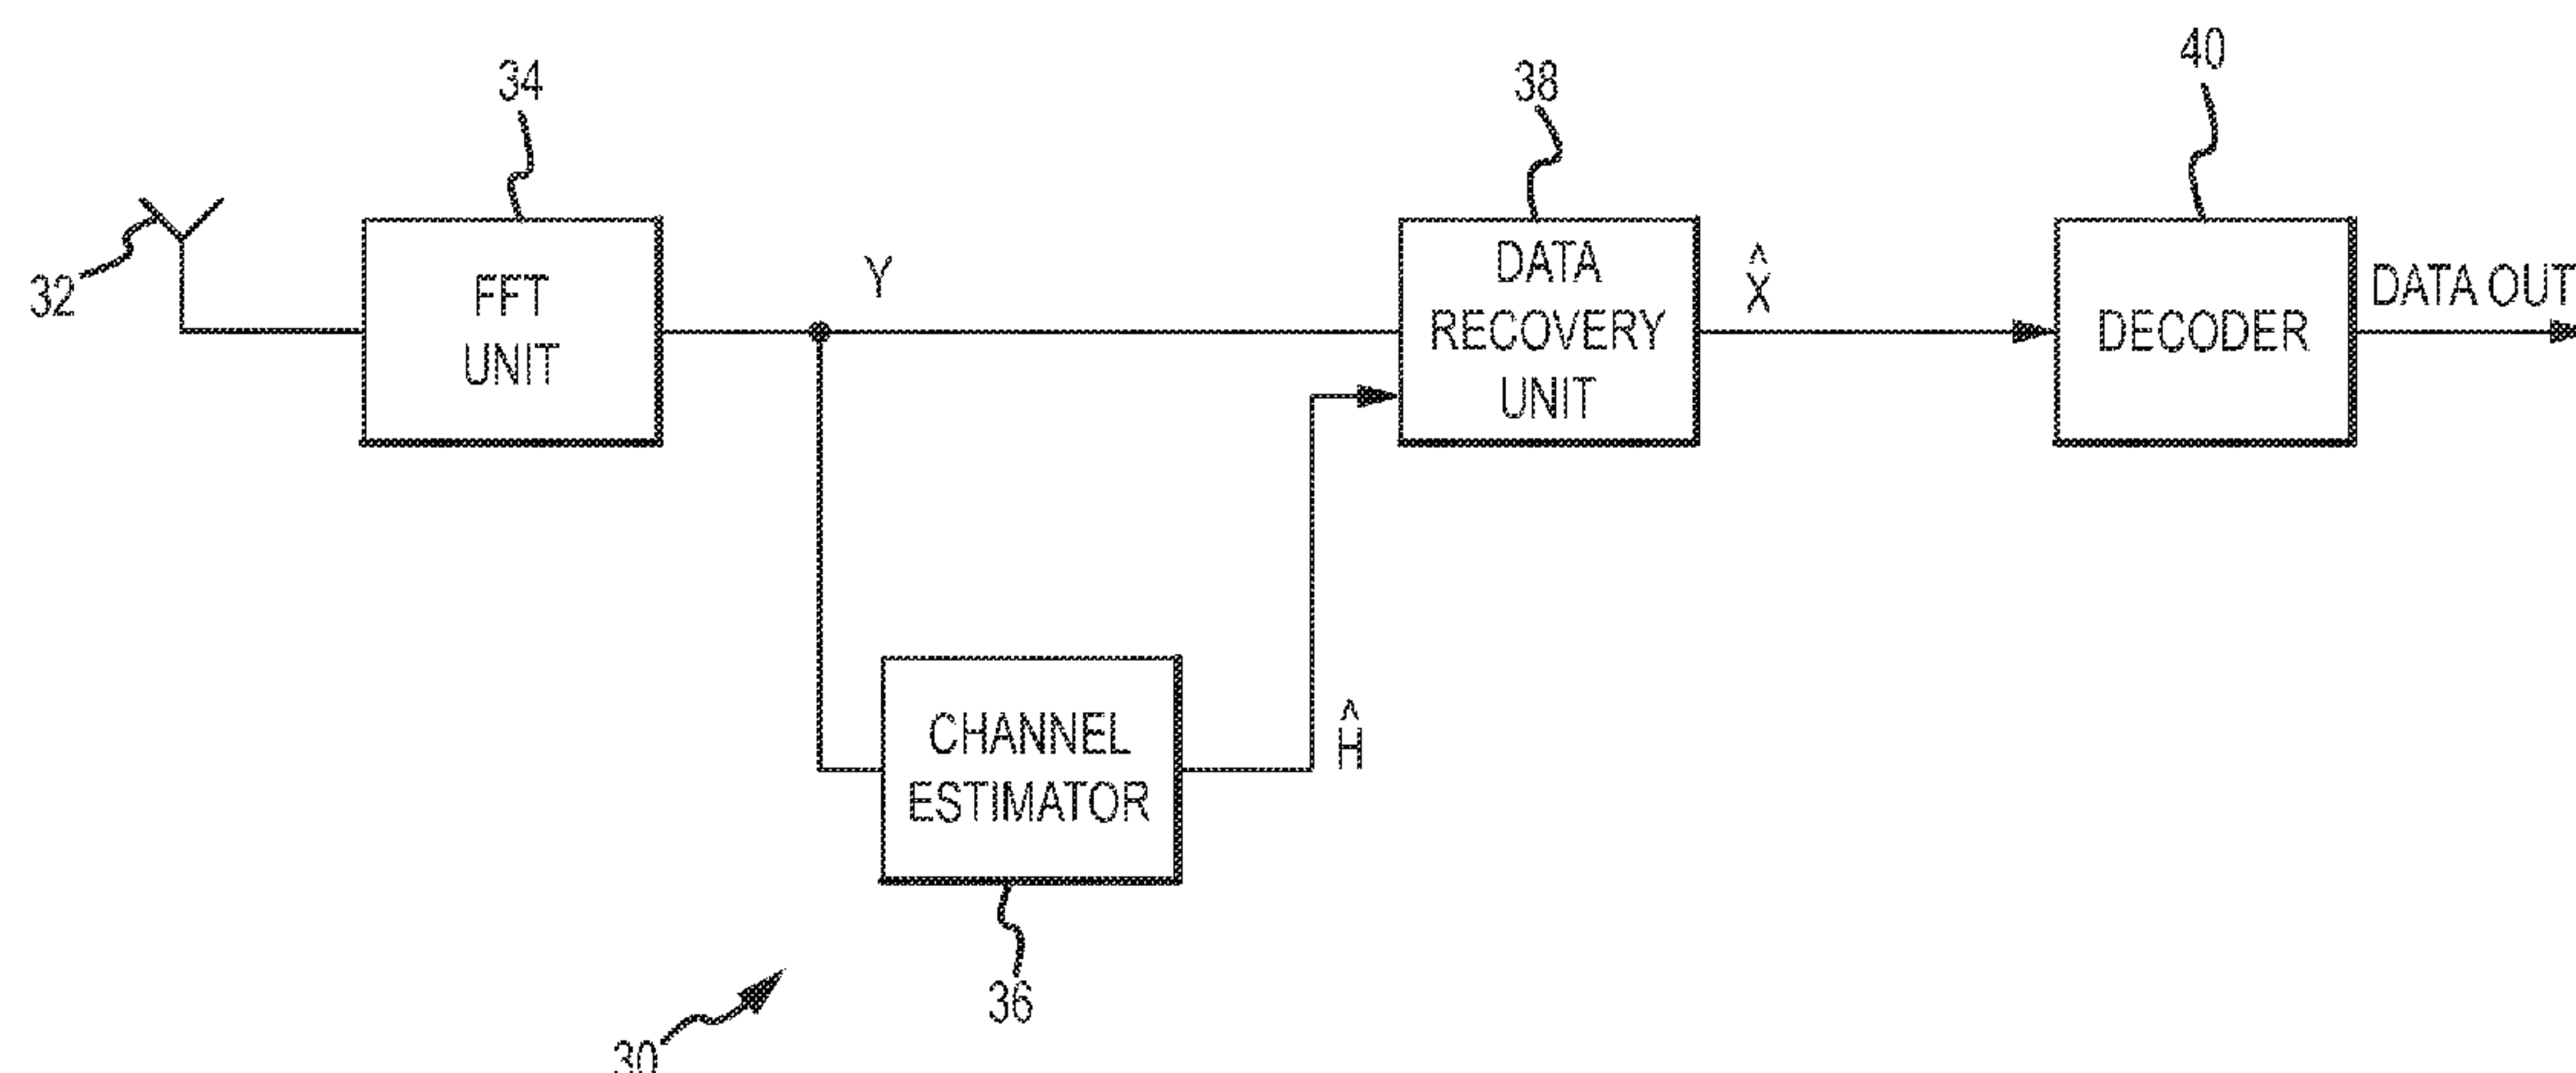 34
38
40
32
FFT
UNIT
Y
DATA
RECOVERY
UNIT
X̂
DECODER
DATA OUT
CHANNEL
ESTIMATOR
Ĥ
36
30